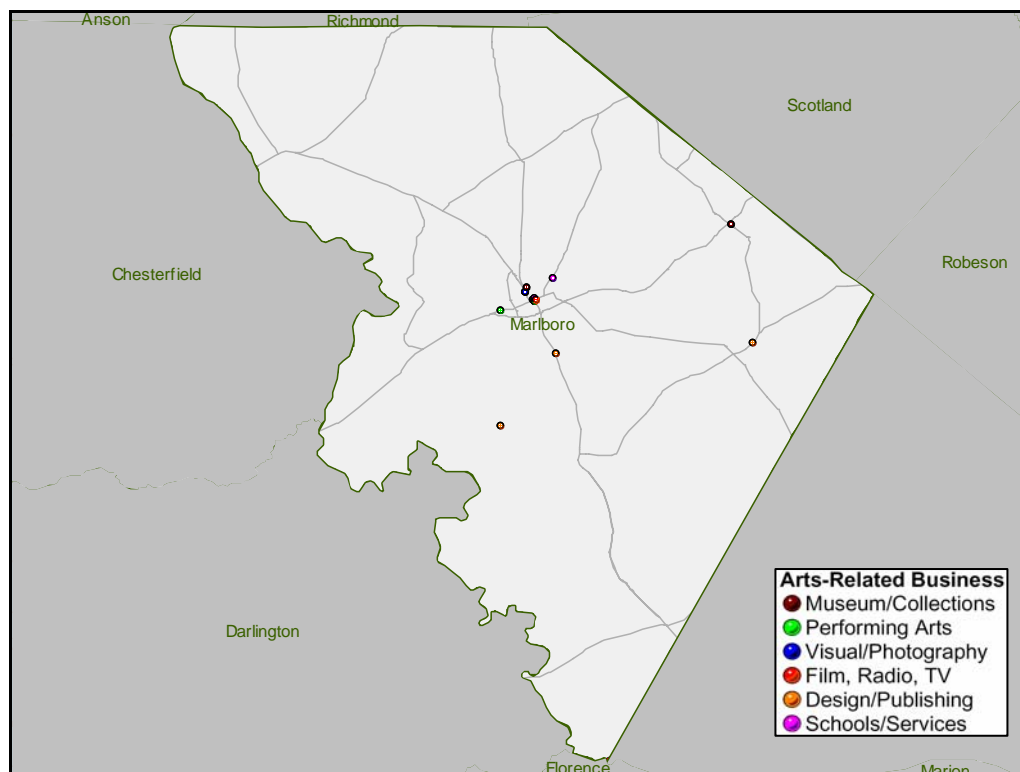 Anson
Richmond
Scotland
Chesterfield
Robeson
Marlboro
Darlington
Florence
Marion
Arts-Related Business
Museum/Collections
Performing Arts
Visual/Photography
Film, Radio, TV
Design/Publishing
Schools/Services